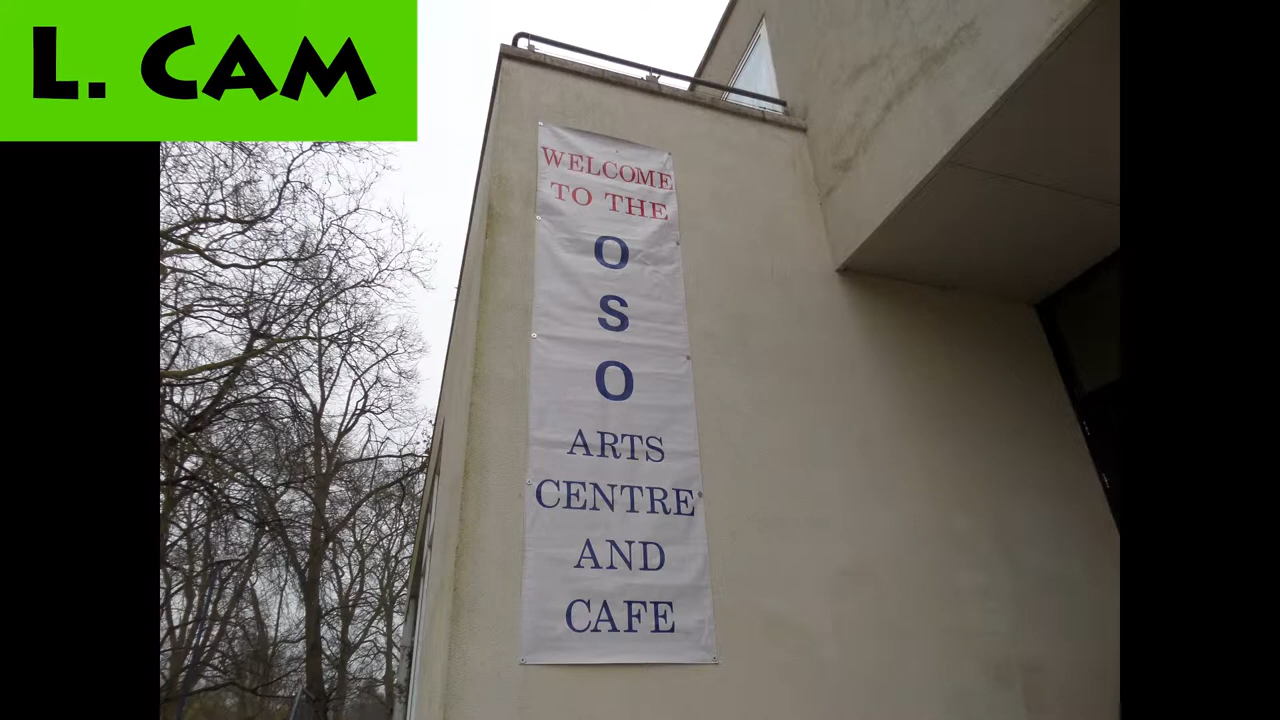 L. CAM
WELCOME
TO THE
O
S
O
ARTS
CENTRE
AND
CAFE